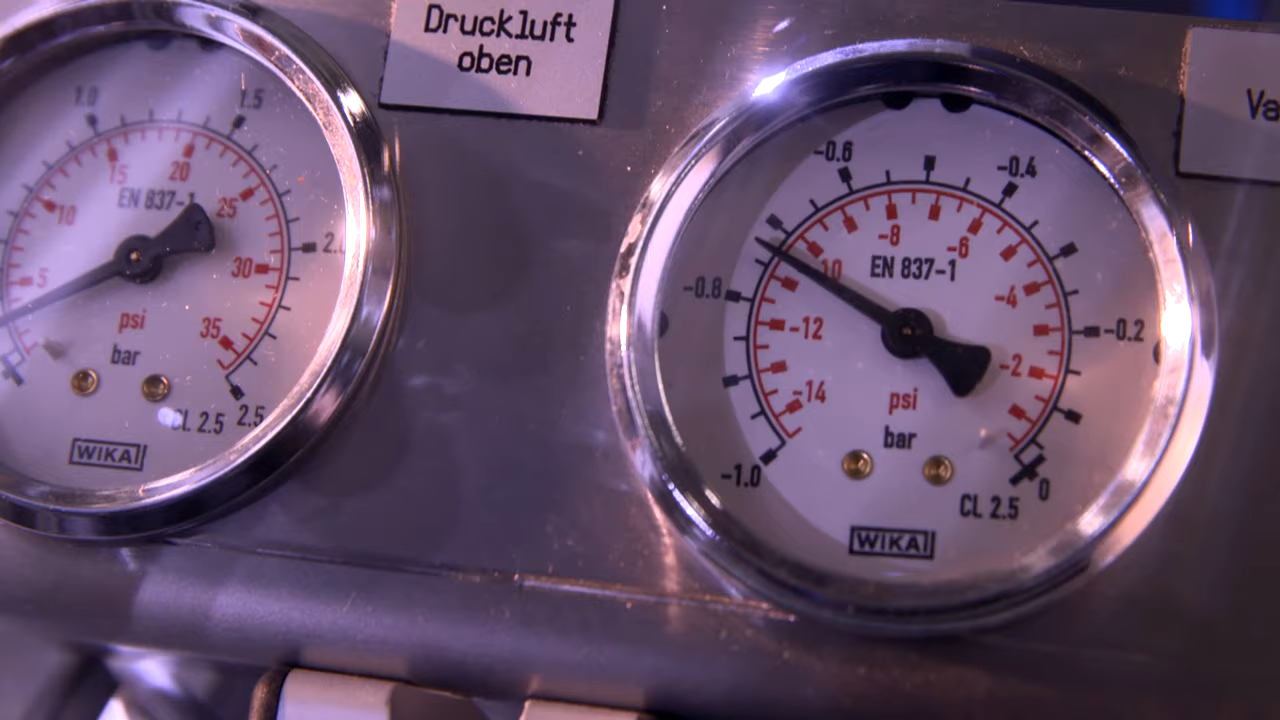 Druckluft
oben
1.0
1.5
15
20
EN 837-1
10
25
2.
5
30
psi
35
bar
CL 2.5
2.5
WIKA
Va
-0.6
-0.4
-8
-6
10
EN 837-1
-0.8
-4
-12
-0.2
-2
-14
psi
bar
-1.0
0
CL 2.5
WIKA